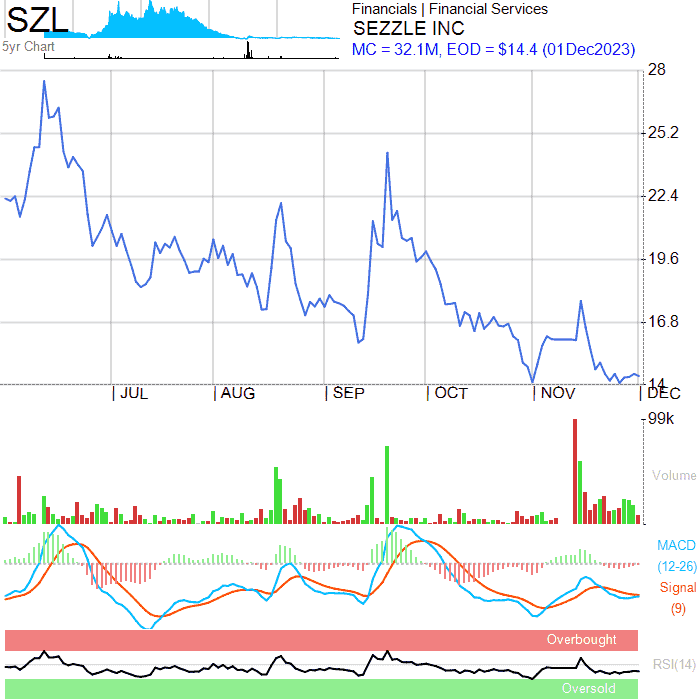 SZL
5yr Chart
Financials | Financial Services
SEZZLE INC
MC = 32.1M, EOD = $14.4 (01Dec2023)
28
25.2
22.4
19.6
16.8
14
| JUL
| AUG
| SEP
| OCT
| NOV
| DEC
99k
Volume
MACD
(12-26)
Signal
(9)
Overbought
RSI(14)
Oversold